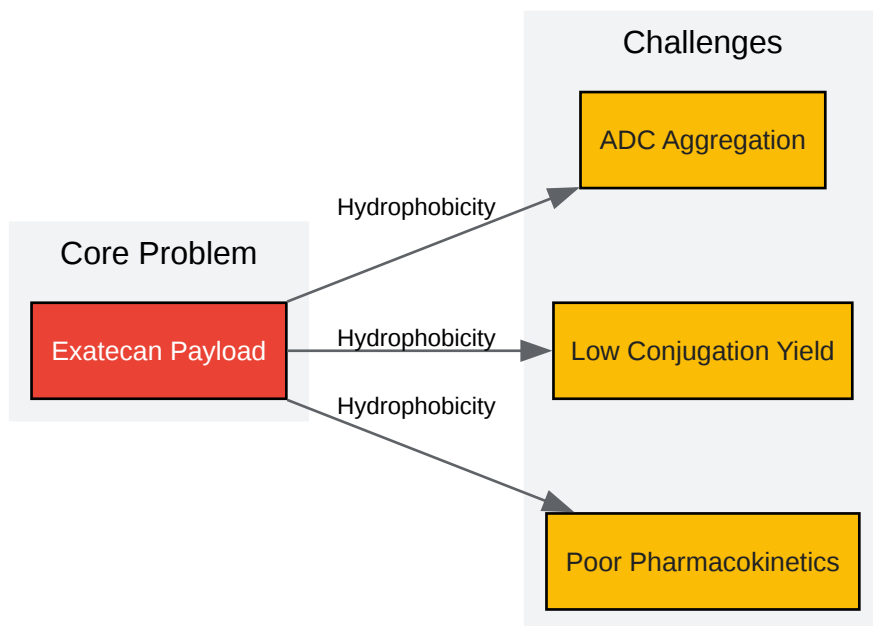 Challenges
ADC Aggregation
Hydrophobicity
Core Problem
Exatecan Payload
Hydrophobicity
Low Conjugation Yield
Hydrophobicity
Poor Pharmacokinetics